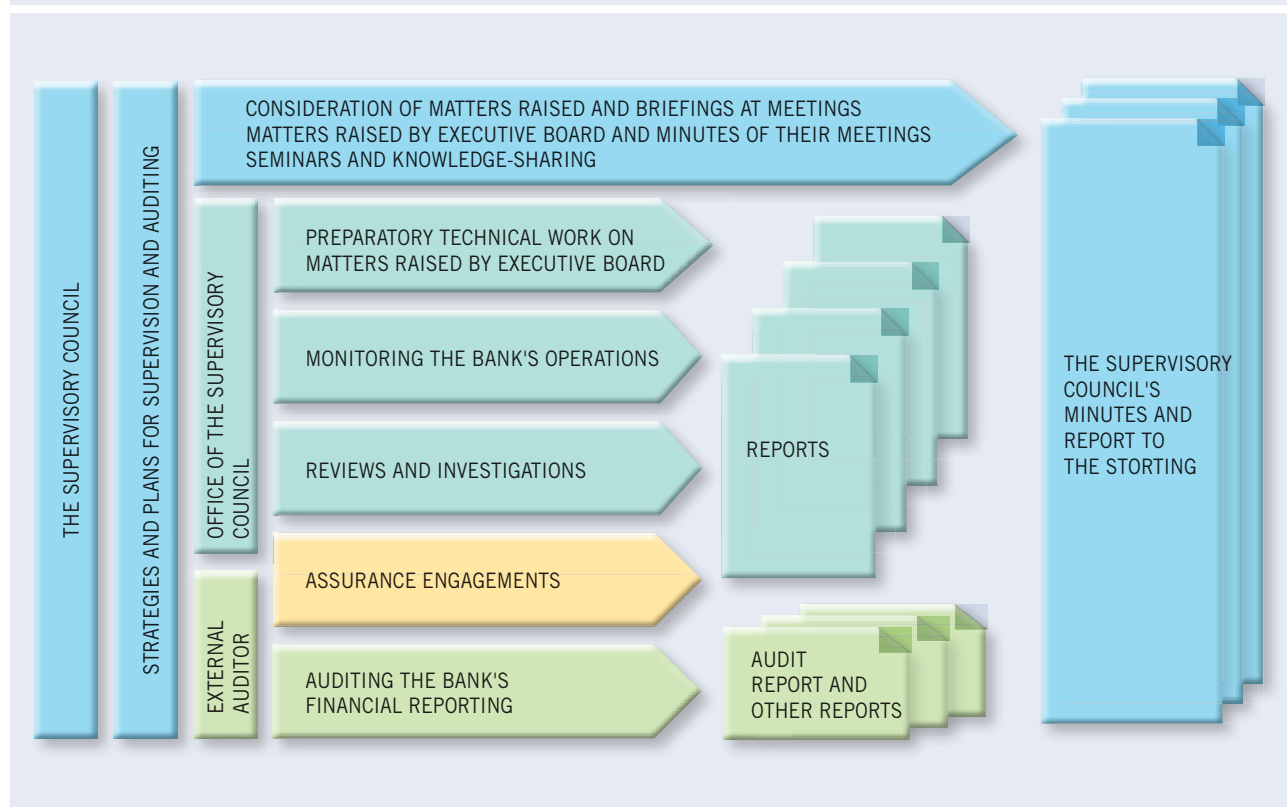 THE SUPERVISORY COUNCIL
STRATEGIES AND PLANS FOR SUPERVISION AND AUDITING
CONSIDERATION OF MATTERS RAISED AND BRIEFINGS AT MEETINGS
MATTERS RAISED BY EXECUTIVE BOARD AND MINUTES OF THEIR MEETINGS
SEMINARS AND KNOWLEDGE-SHARING
OFFICE OF THE SUPERVISORY
COUNCIL
PREPARATORY TECHNICAL WORK ON
MATTERS RAISED BY EXECUTIVE BOARD
MONITORING THE BANK'S OPERATIONS
REVIEWS AND INVESTIGATIONS
REPORTS
EXTERNAL
AUDITOR
ASSURANCE ENGAGEMENTS
AUDITING THE BANK'S
FINANCIAL REPORTING
AUDIT
REPORT AND
OTHER REPORTS
THE SUPERVISORY
COUNCIL'S
MINUTES AND
REPORT TO
THE STORTING